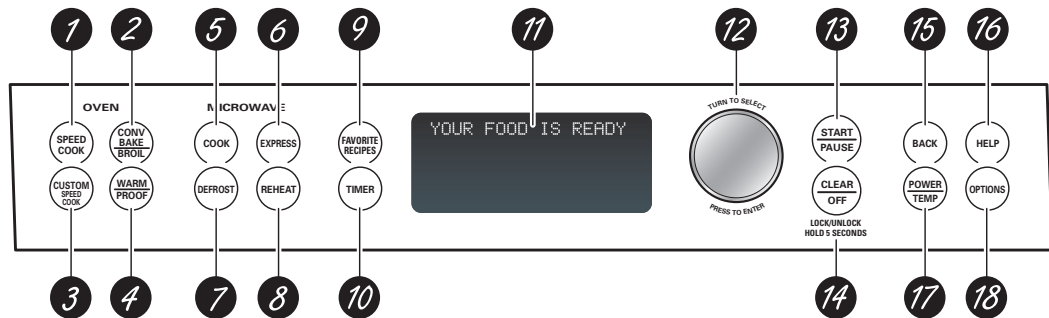 1 2 5 6 9 11 12 13 15 16
OVEN MICROWAVE
SPEED
COOK
CONV
BAKE
BROIL
COOK
EXPRESS
FAVORITE
RECIPES
YOUR FOOD IS READY
TURN TO SELECT
START
PAUSE
BACK
HELP
CUSTOM
SPEED
COOK
WARM
PROOF
DEFROST
REHEAT
TIMER
PRESS TO ENTER
CLEAR
OFF
POWER
TEMP
OPTIONS
LOCK/UNLOCK
HOLD 5 SECONDS
3 4 7 8 10 14 17 18